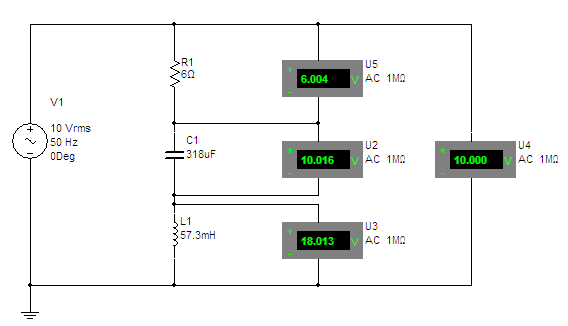 R1
6Ω
U5
+
6.004
V
AC 1MΩ
-
V1
+
10 Vrms
50 Hz
0Deg
-
C1
318uF
U2
+
10.016
V
AC 1MΩ
-
U4
+
10.000
V
AC 1MΩ
-
L1
57.3mH
U3
+
18.013
V
AC 1MΩ
-